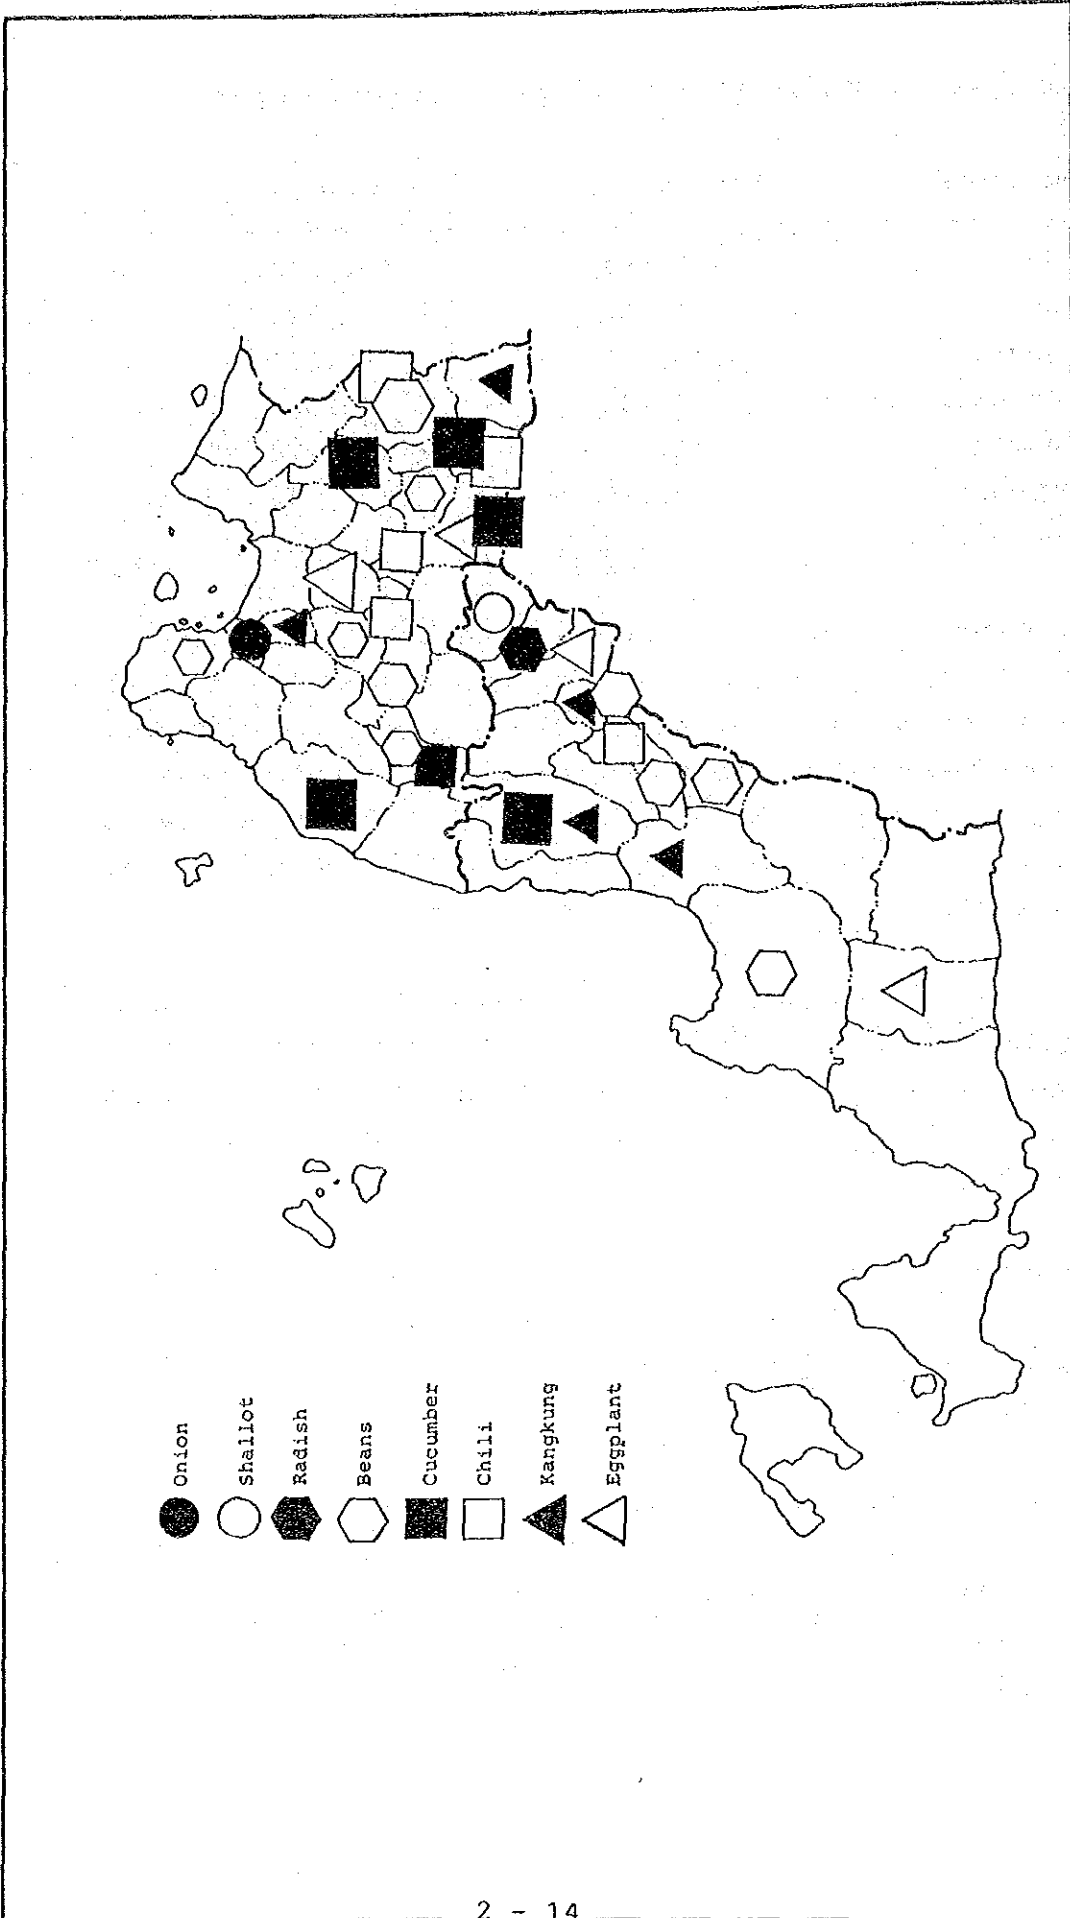 Onion
Shallot
Radish
Beans
Cucumber
Chili
Kangkung
Eggplant
2 - 14